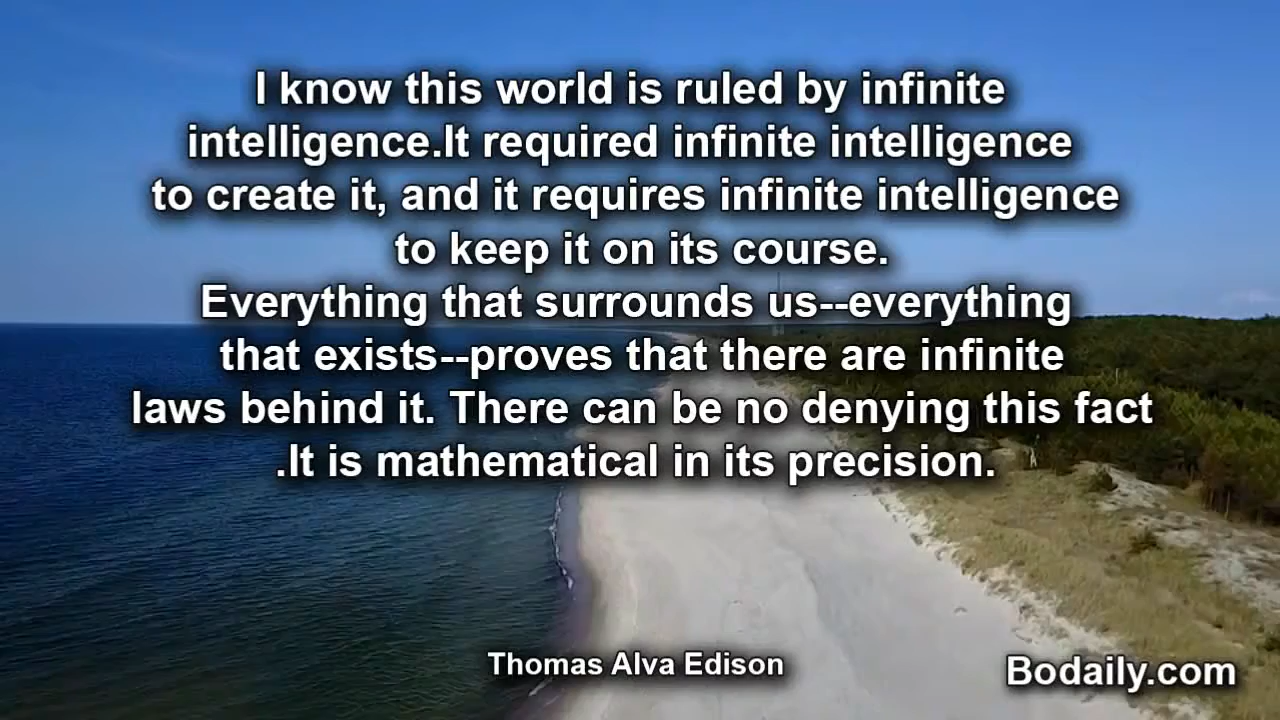 I know this world is ruled by infinite
intelligence.It required infinite intelligence
to create it, and it requires infinite intelligence
to keep it on its course.
Everything that surrounds us--everything
that exists--proves that there are infinite
laws behind it. There can be no denying this fact
.It is mathematical in its precision.
Thomas Alva Edison
Bodaily.com